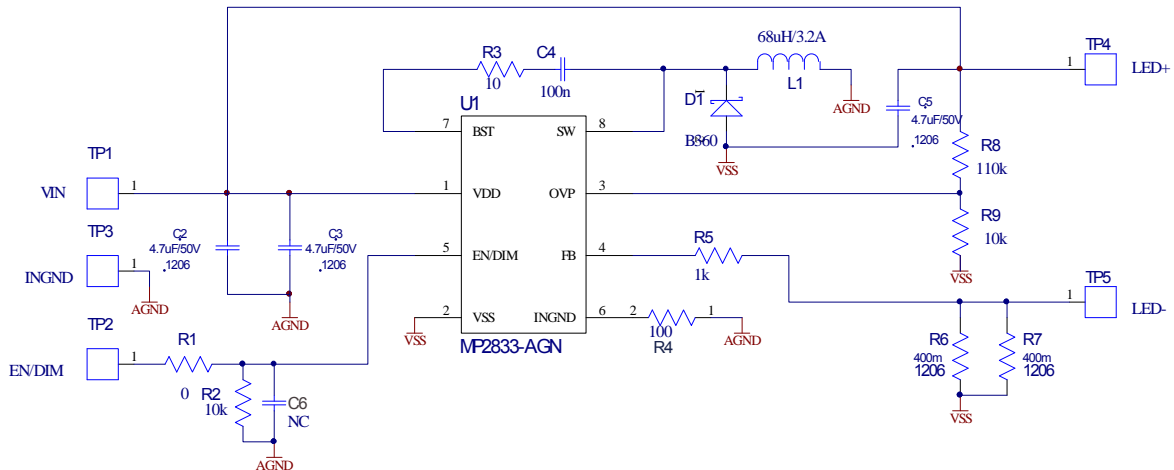 68uH/3.2A
L1
R3
10
C4
100n
U1
7 BST
SW 8
1 VDD
OVP 3
5 EN/DIM
FB 4
2 VSS
INGND 6
MP2833-AGN
AGND
D1
B360
VSS
C5
4.7uF/50V
1206
TP4
1
LED+
R8
110k
R9
10k
VSS
TP1
1
VIN
TP3
1
INGND
AGND
C2
4.7uF/50V
.1206
C3
4.7uF/50V
.1206
AGND
VSS
R5
1k
2 1
100
R4
AGND
TP5
1
LED-
R6
400m
1206
R7
400m
1206
VSS
TP2
1
EN/DIM
R1
0
R2
10k
C6
NC
AGND